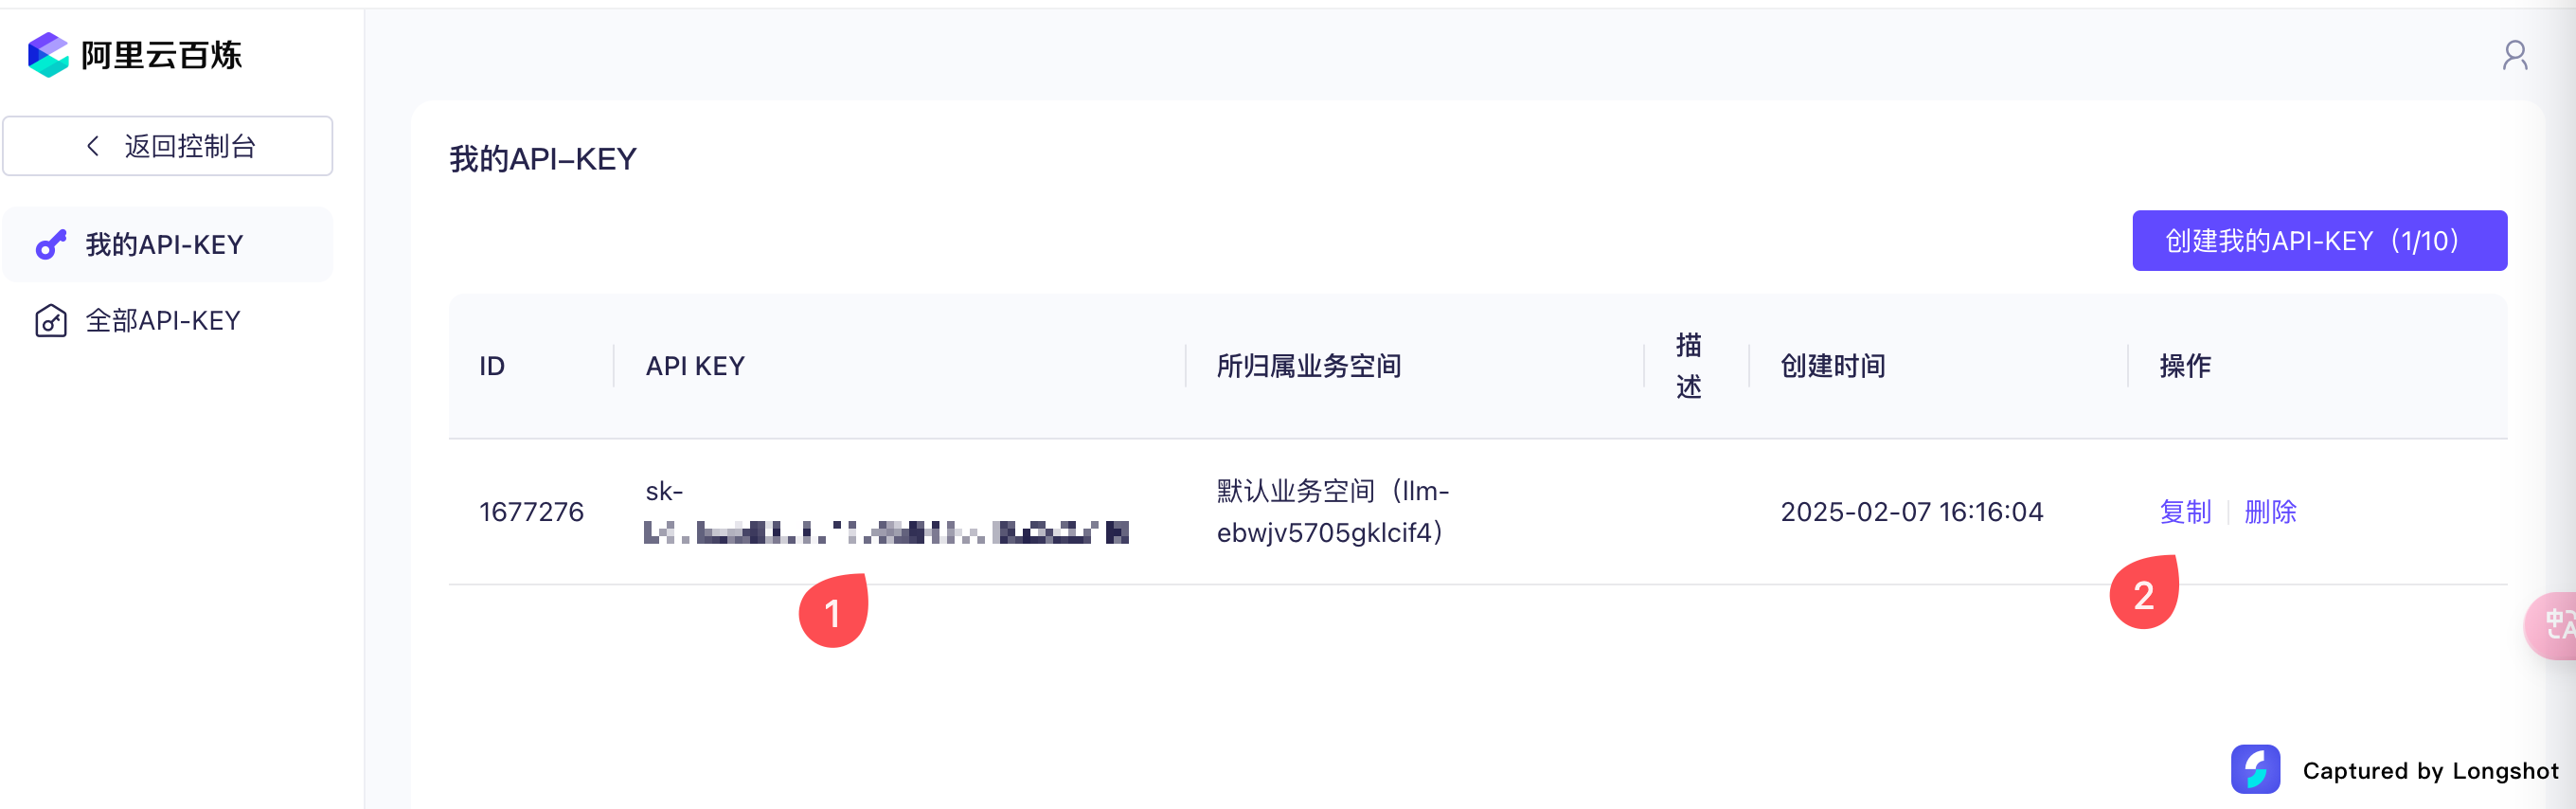 阿里云百炼
返回控制台
我的API-KEY
全部API-KEY
我的API-KEY
创建我的API-KEY（1/10）
ID
API KEY
所归属业务空间
描
述
创建时间
操作
1677276
sk-
默认业务空间（llm-
ebwjv5705gklcif4）
2025-02-07 16:16:04
复制
删除
1
2
中A
Captured by Longshot